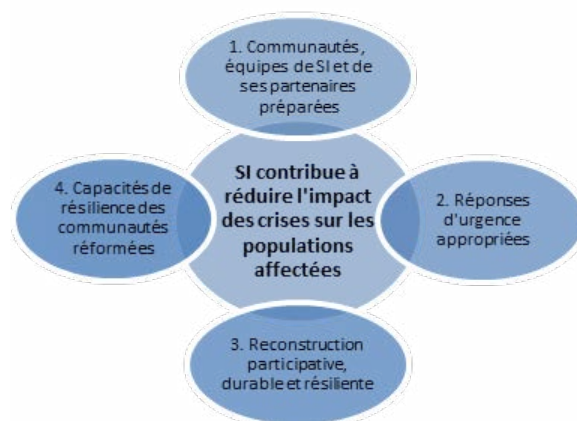 1. Communautés,
équipes de SI et de
ses partenaires
préparées
SI contribue à
réduire l'impact
des crises sur les
populations
affectées
2. Réponses
d'urgence
appropriées
3. Reconstruction
participative,
durable et résiliente
4. Capacités de
résilience des
communautés
réformées